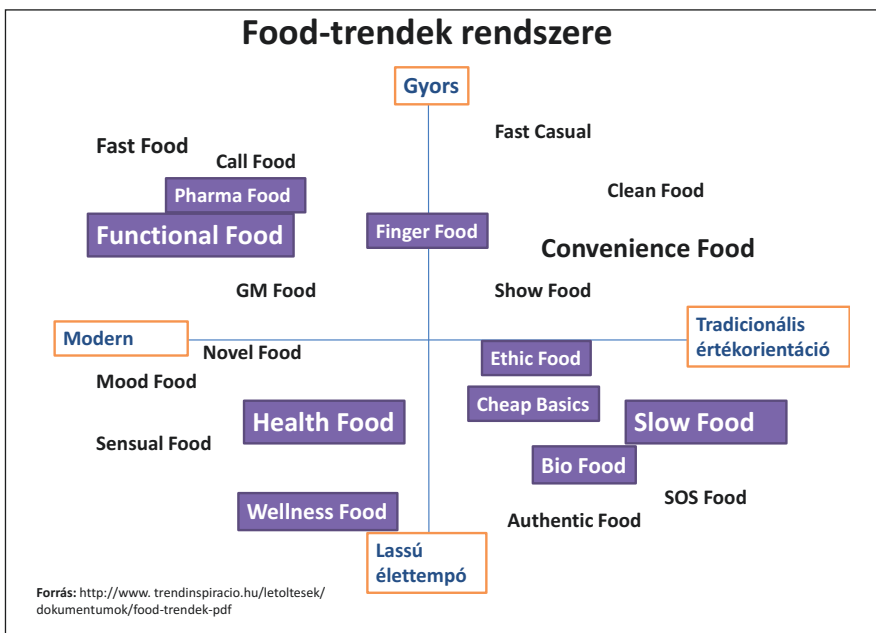 Food-trendek rendszere
Gyors
Fast Casual
Fast Food
Call Food
Pharma Food
Clean Food
Functional Food
Finger Food
Convenience Food
GM Food
Show Food
Modern
Tradicionális
értékorientáció
Novel Food
Ethic Food
Mood Food
Cheap Basics
Health Food
Slow Food
Sensual Food
Bio Food
SOS Food
Wellness Food
Authentic Food
Lassú
élettempó
Forrás: http://www. trendinspiracio.hu/letoltesek/
dokumentumok/food-trendek-pdf